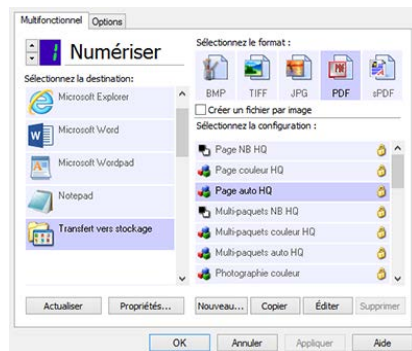 Multifonctionnel Options
1 Numériser
Sélectionnez la destination:
Microsoft Explorer
Microsoft Word
Microsoft Wordpad
Notepad
Transfert vers stockage
Actualiser Propriétés...
Sélectionnez le format :
BMP TIFF JPG PDF sPDF
Créer un fichier par image
Sélectionnez la configuration :
Page NB HQ
Page couleur HQ
Page auto HQ
Multi-paquets NB HQ
Multi-paquets couleur HQ
Multi-paquets auto HQ
Photographie couleur
Nouveau... Copier Éditer Supprimer
OK Annuler Appliquer Aide